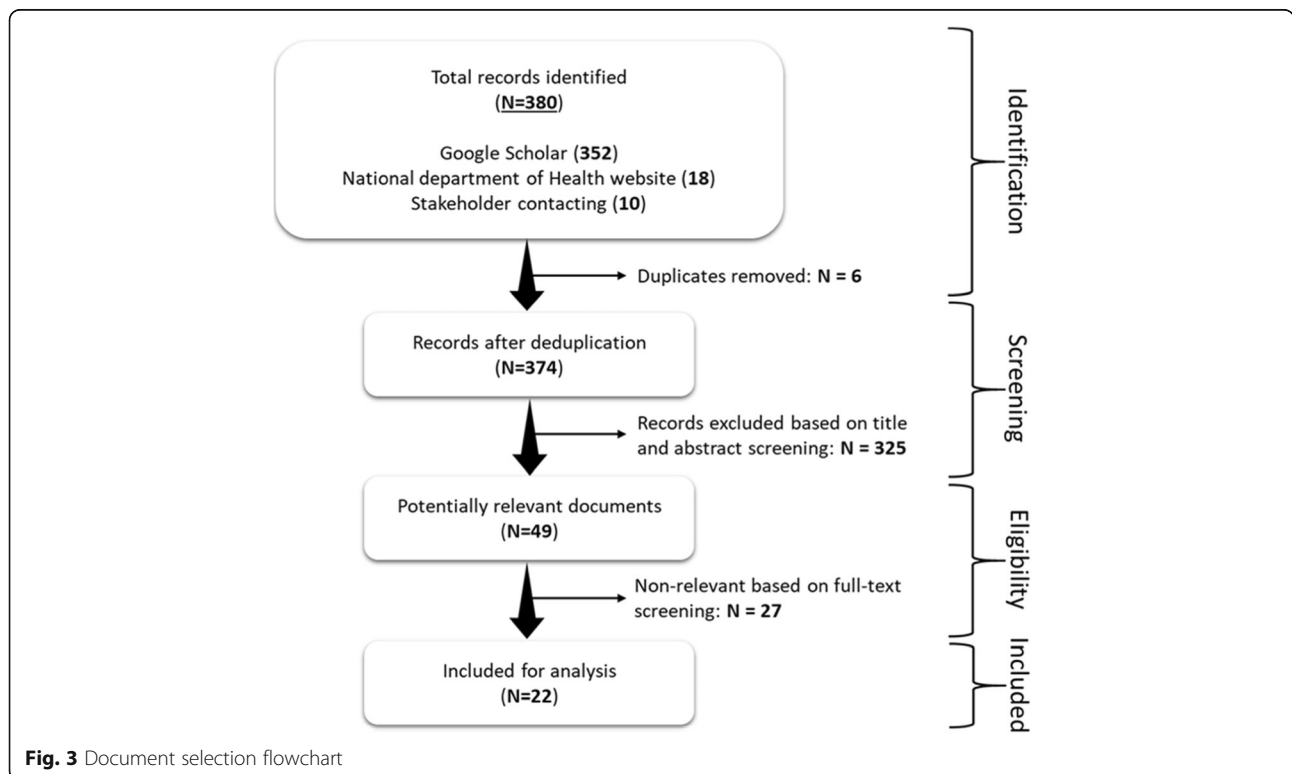 Total records identified
(N=380)
Google Scholar (352)
National department of Health website (18)
Stakeholder contacting (10)
Identification
Duplicates removed: N = 6
Records after deduplication
(N=374)
Screening
Records excluded based on title
and abstract screening: N = 325
Potentially relevant documents
(N=49)
Eligibility
Non-relevant based on full-text
screening: N = 27
Included for analysis
(N=22)
Included
Fig. 3 Document selection flowchart